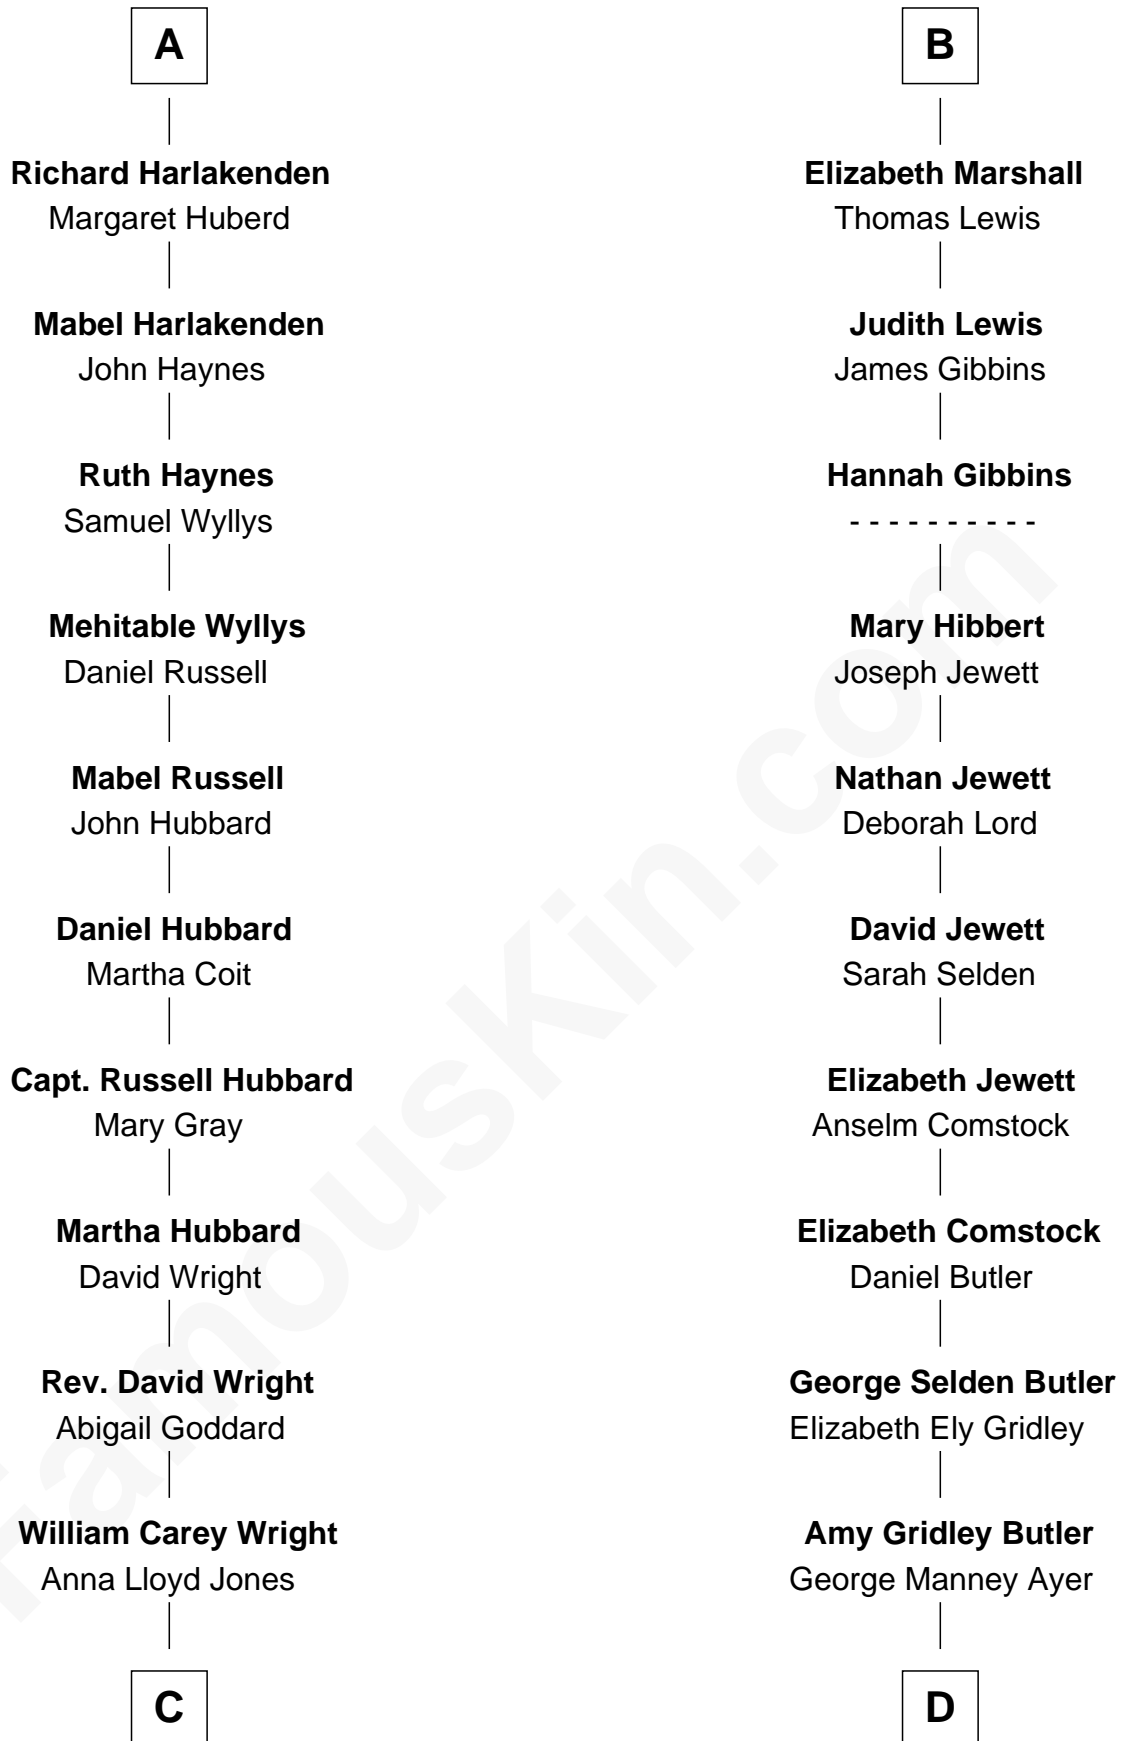 A
Richard Harlakenden
Margaret Huberd
Mabel Harlakenden
John Haynes
Ruth Haynes
Samuel Wyllys
Mehitable Wyllys
Daniel Russell
Mabel Russell
John Hubbard
Daniel Hubbard
Martha Coit
Capt. Russell Hubbard
Mary Gray
Martha Hubbard
David Wright
Rev. David Wright
Abigail Goddard
William Carey Wright
Anna Lloyd Jones
C
B
Elizabeth Marshall
Thomas Lewis
Judith Lewis
James Gibbins
Hannah Gibbins
- - - - - - - - - -
Mary Hibbert
Joseph Jewett
Nathan Jewett
Deborah Lord
David Jewett
Sarah Selden
Elizabeth Jewett
Anselm Comstock
Elizabeth Comstock
Daniel Butler
George Selden Butler
Elizabeth Ely Gridley
Amy Gridley Butler
George Manney Ayer
D
FamousKin.com